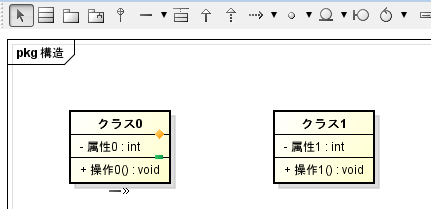 pkg 構造
クラス0
- 属性0 : int
+ 操作0() : void
クラス1
- 属性1 : int
+ 操作1() : void